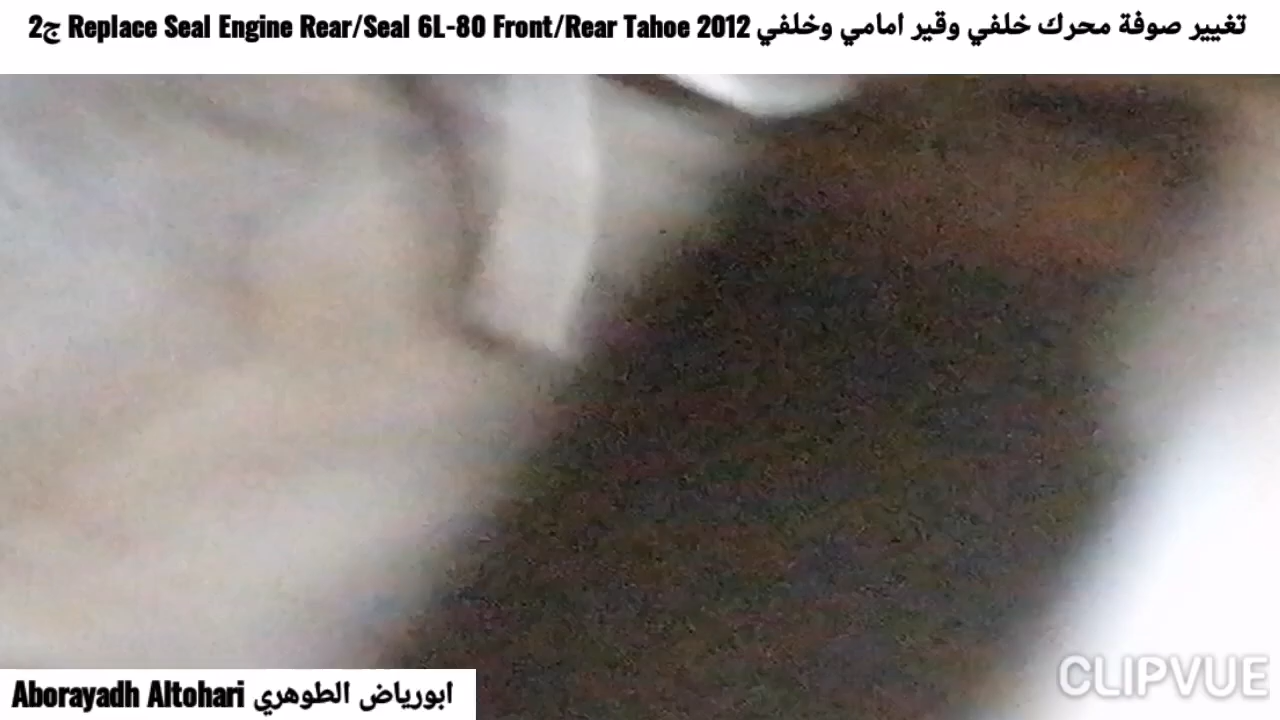 تغيير صوفة محرك خلفي وقير امامي وخلفي Replace Seal Engine Rear/Seal 6L-80 Front/Rear Tahoe 2012 ج2
Aborayadh Altohari ابورياض الطوهري
CLIPVUE